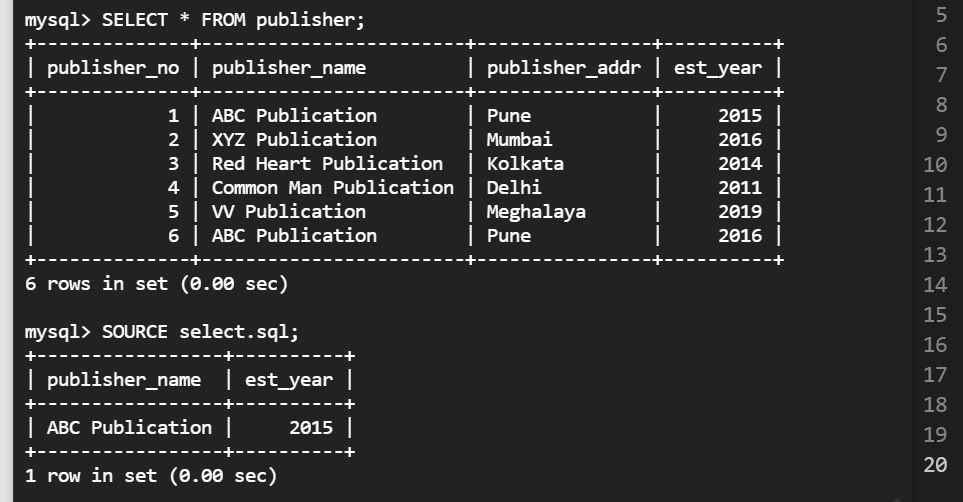 mysql> SELECT * FROM publisher;
+--------------+------------------------+----------------+----------+
| publisher_no | publisher_name         | publisher_addr | est_year |
+--------------+------------------------+----------------+----------+
|            1 | ABC Publication        | Pune           |     2015 |
|            2 | XYZ Publication        | Mumbai         |     2016 |
|            3 | Red Heart Publication  | Kolkata        |     2014 |
|            4 | Common Man Publication | Delhi          |     2011 |
|            5 | VV Publication         | Meghalaya      |     2019 |
|            6 | ABC Publication        | Pune           |     2016 |
+--------------+------------------------+----------------+----------+
6 rows in set (0.00 sec)
mysql> SOURCE select.sql;
+-----------------+----------+
| publisher_name  | est_year |
+-----------------+----------+
| ABC Publication |     2015 |
+-----------------+----------+
1 row in set (0.00 sec)
5
6
7
8
9
10
11
12
13
14
15
16
17
18
19
20